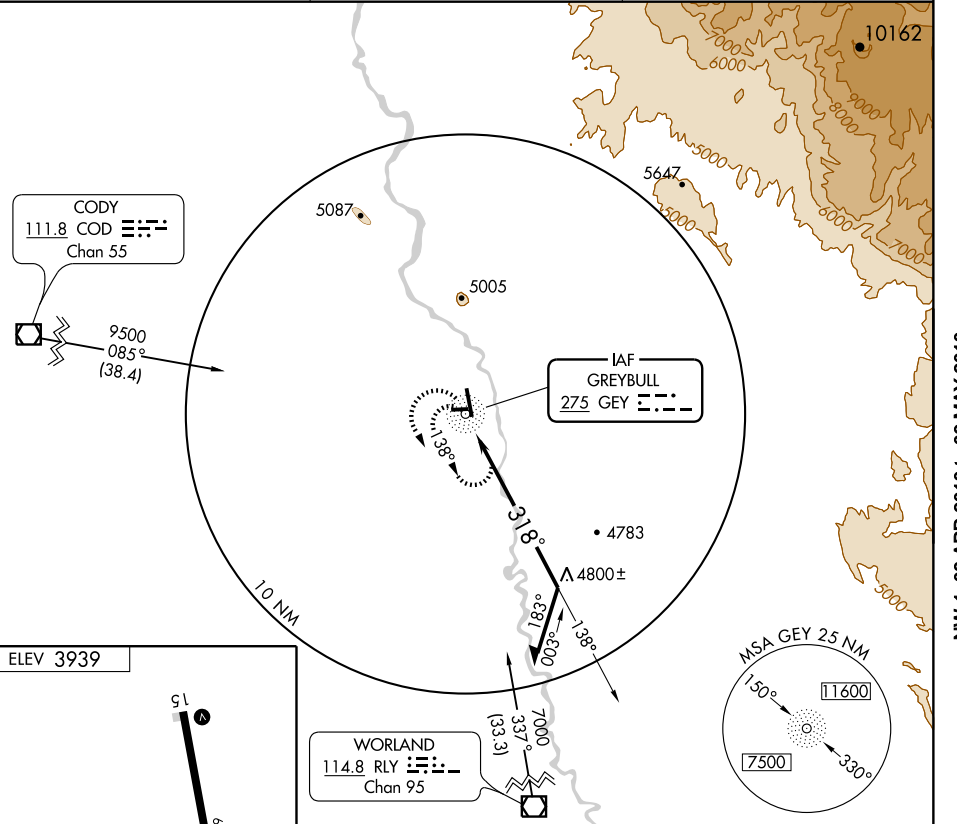 10162
6000
9000
8000
5000
5647
5000
6000
7000
5087
CODY
111.8 COD
Chan 55
5005
9500
085°
(38.4)
IAF
GREYBULL
275 GEY
138°
318°
4783
4800±
10 NM
183°
003°
138°
5000
MSA GEY 25 NM
150°
11600
7500
330°
ELEV 3939
15
V
7000
337°
(33.3)
WORLAND
114.8 RLY
Chan 95